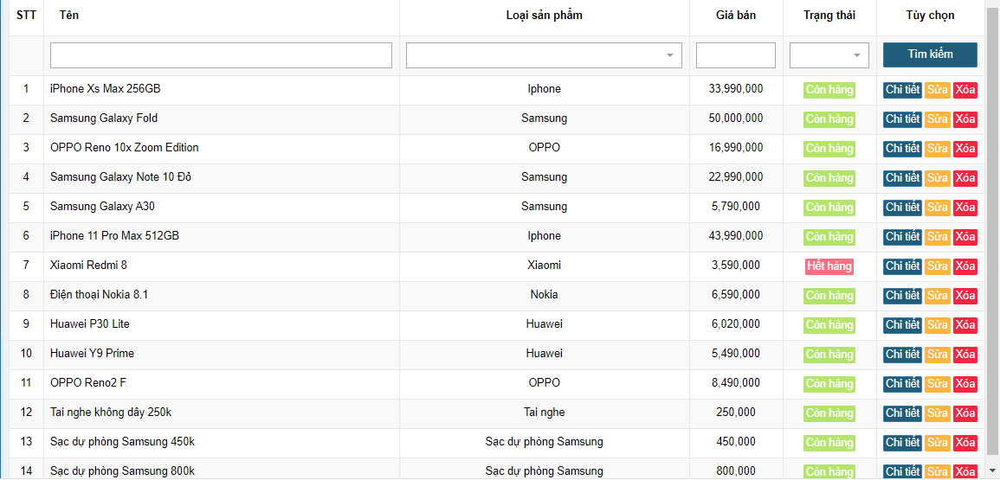 STT Tên Loại sản phẩm Giá bán Trạng thái Tùy chọn
Tìm kiếm
1 iPhone Xs Max 256GB Iphone 33,990,000 Còn hàng Chi tiết Sửa Xóa
2 Samsung Galaxy Fold Samsung 50,000,000 Còn hàng Chi tiết Sửa Xóa
3 OPPO Reno 10x Zoom Edition OPPO 16,990,000 Còn hàng Chi tiết Sửa Xóa
4 Samsung Galaxy Note 10 Đỏ Samsung 22,990,000 Còn hàng Chi tiết Sửa Xóa
5 Samsung Galaxy A30 Samsung 5,790,000 Còn hàng Chi tiết Sửa Xóa
6 iPhone 11 Pro Max 512GB Iphone 43,990,000 Còn hàng Chi tiết Sửa Xóa
7 Xiaomi Redmi 8 Xiaomi 3,590,000 Hết hàng Chi tiết Sửa Xóa
8 Điện thoại Nokia 8.1 Nokia 6,590,000 Còn hàng Chi tiết Sửa Xóa
9 Huawei P30 Lite Huawei 6,020,000 Còn hàng Chi tiết Sửa Xóa
10 Huawei Y9 Prime Huawei 5,490,000 Còn hàng Chi tiết Sửa Xóa
11 OPPO Reno2 F OPPO 8,490,000 Còn hàng Chi tiết Sửa Xóa
12 Tai nghe không dây 250k Tai nghe 250,000 Còn hàng Chi tiết Sửa Xóa
13 Sạc dự phòng Samsung 450k Sạc dự phòng Samsung 450,000 Còn hàng Chi tiết Sửa Xóa
14 Sạc dự phòng Samsung 800k Sạc dự phòng Samsung 800,000 Còn hàng Chi tiết Sửa Xóa